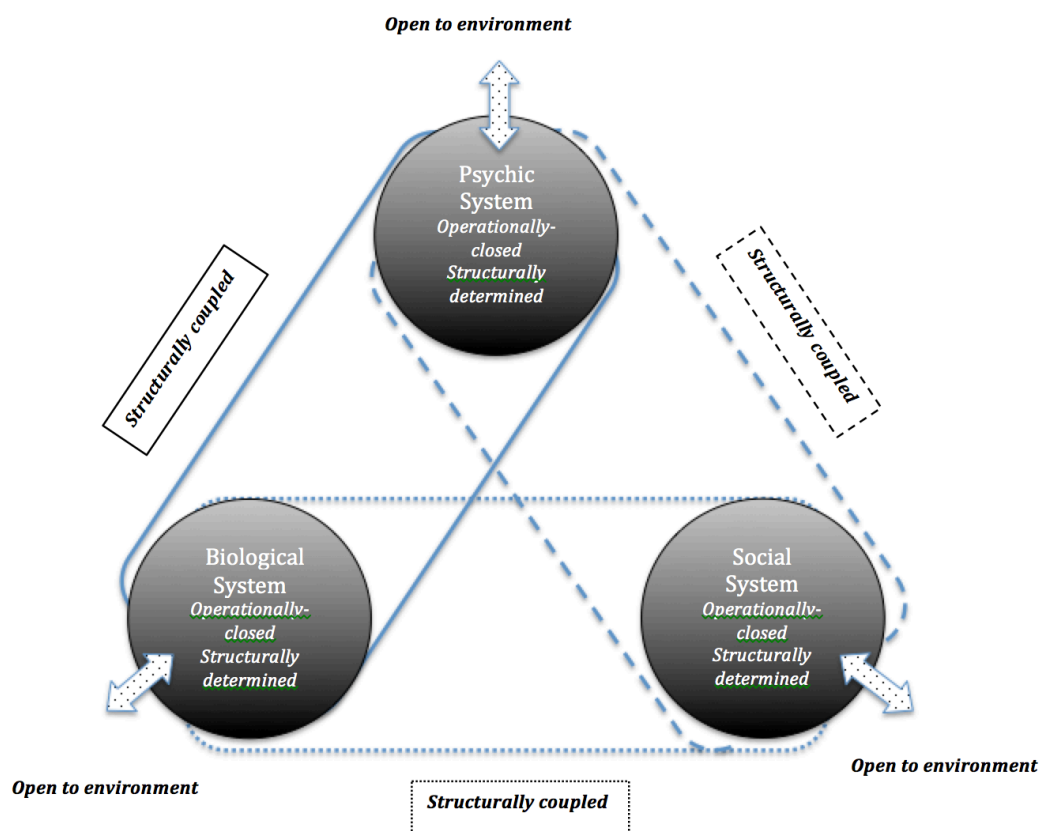 Open to environment
Psychic
System
Operationally-
closed
Structurally
determined
Structurally coupled
Structurally coupled
Biological
System
Operationally-
closed
Structurally
determined
Social
System
Operationally-
closed
Structurally
determined
Open to environment
Open to environment
Structurally coupled